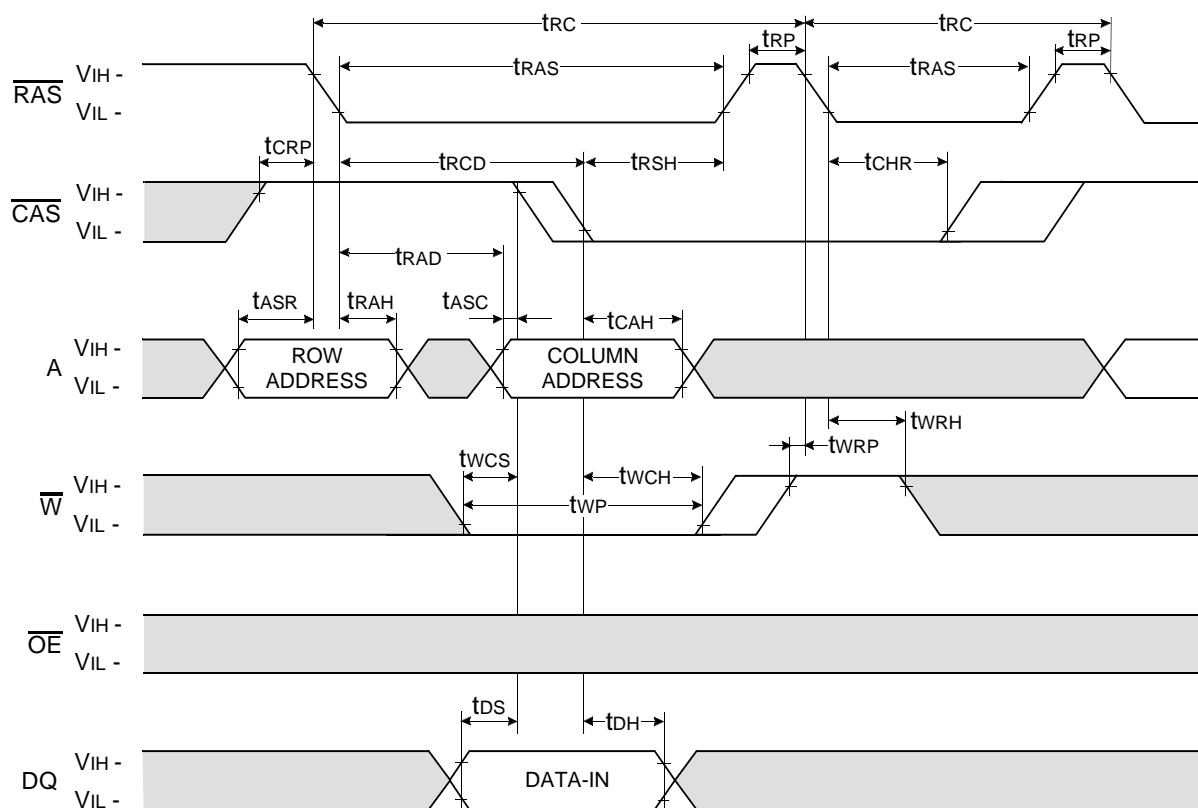 tRC tRC
tRP tRP
tRAS tRAS
RAS VIH -
VIL -
tCRP tRCD tRSH tCHR
CAS VIH -
VIL -
tRAD
tASR tRAH tASC tCAH
A VIH -
VIL -
ROW ADDRESS
COLUMN ADDRESS
tWRH
tWRP
tWCS tWCH
tWP
W VIH -
VIL -
OE VIH -
VIL -
tDS tDH
DQ VIH -
VIL -
DATA-IN